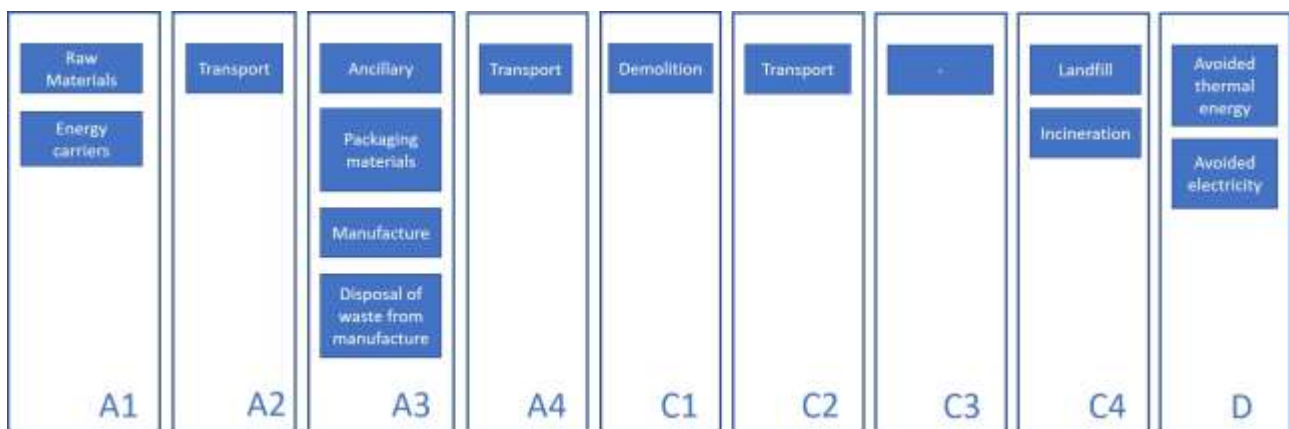 Raw
Materials
Energy
carriers
A1
Transport
A2
Ancillary
Packaging
materials
Manufacture
Disposal of
waste from
manufacture
A3
Transport
A4
Demolition
C1
Transport
C2
-
C3
Landfill
Incineration
C4
Avoided
thermal
energy
Avoided
electricity
D